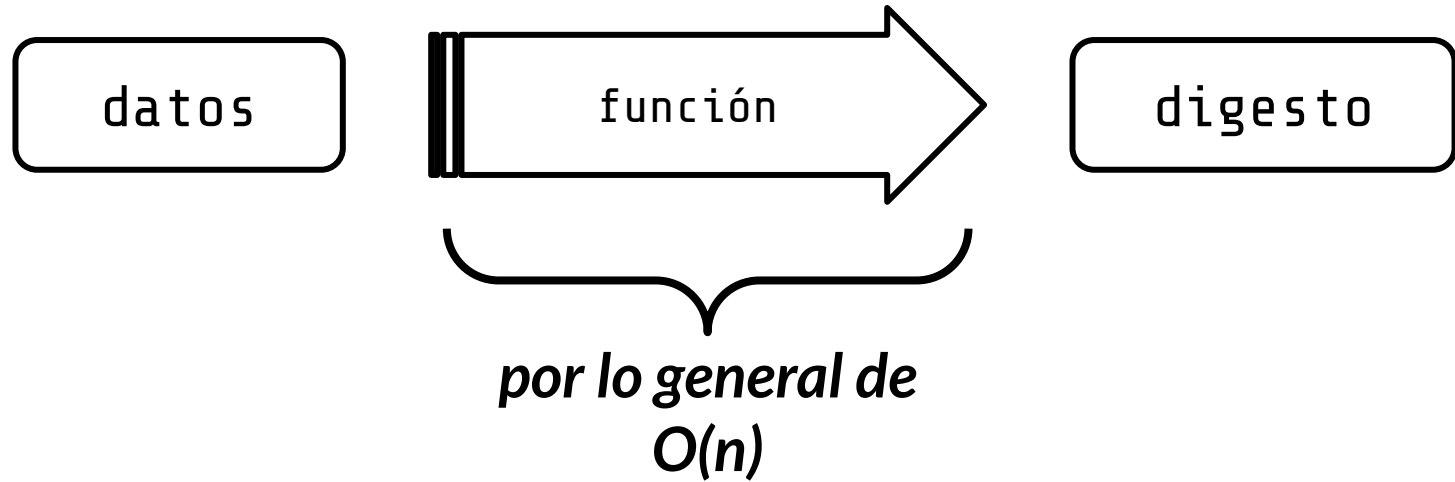 datos
función
digesto
por lo general de
O(n)